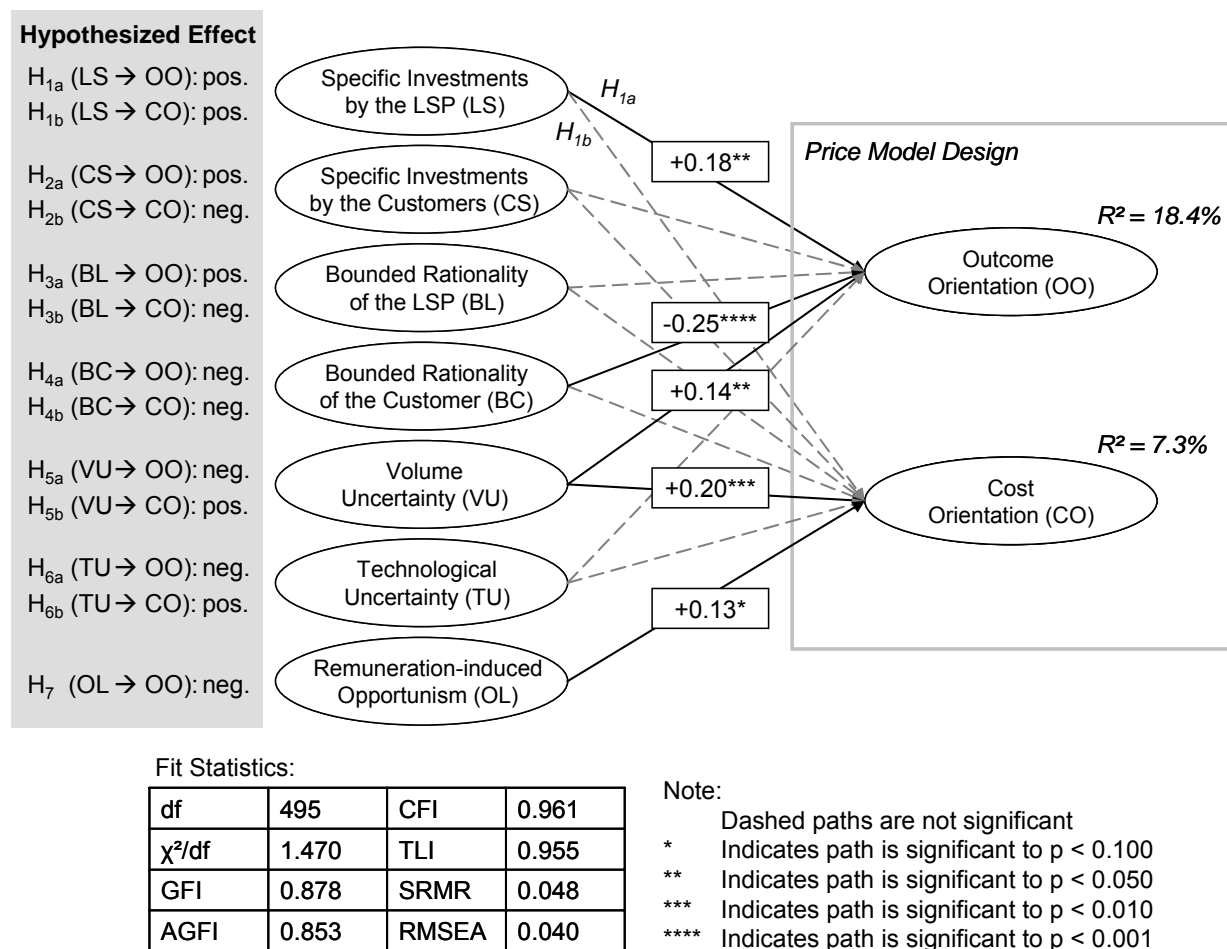 Hypothesized Effect
H1a (LS → OO): pos.
H1b (LS → CO): pos.
H2a (CS → OO): pos.
H2b (CS → CO): neg.
H3a (BL → OO): pos.
H3b (BL → CO): neg.
H4a (BC → OO): neg.
H4b (BC → CO): neg.
H5a (VU → OO): neg.
H5b (VU → CO): pos.
H6a (TU → OO): neg.
H6b (TU → CO): pos.
H7 (OL → OO): neg.
Specific Investments
by the LSP (LS)
Specific Investments
by the Customers (CS)
Bounded Rationality
of the LSP (BL)
Bounded Rationality
of the Customer (BC)
Volume
Uncertainty (VU)
Technological
Uncertainty (TU)
Remuneration-induced
Opportunism (OL)
H1a
H1b
+0.18**
-0.25****
+0.14**
+0.20***
+0.13*
Price Model Design
R² = 18.4%
Outcome
Orientation (OO)
R² = 7.3%
Cost
Orientation (CO)
Fit Statistics:
df 495 CFI 0.961
χ²/df 1.470 TLI 0.955
GFI 0.878 SRMR 0.048
AGFI 0.853 RMSEA 0.040
Note:
Dashed paths are not significant
* Indicates path is significant to p < 0.100
** Indicates path is significant to p < 0.050
*** Indicates path is significant to p < 0.010
**** Indicates path is significant to p < 0.001